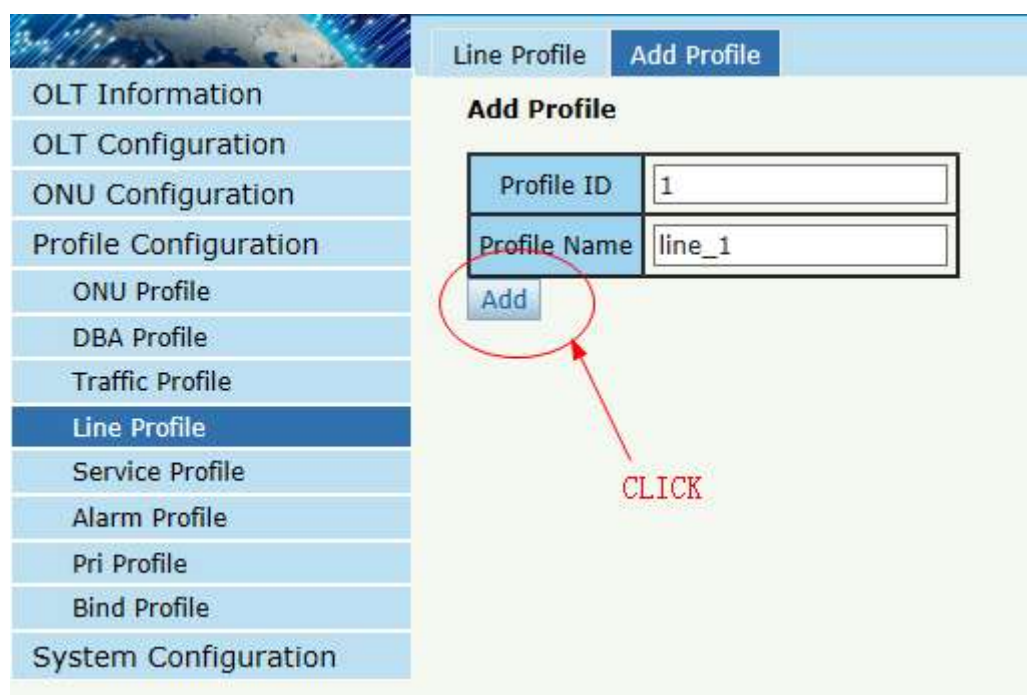 Line Profile
Add Profile
OLT Information
OLT Configuration
ONU Configuration
Profile Configuration
ONU Profile
DBA Profile
Traffic Profile
Line Profile
Service Profile
Alarm Profile
Pri Profile
Bind Profile
System Configuration
Add Profile
Profile ID 1
Profile Name line_1
Add
CLICK